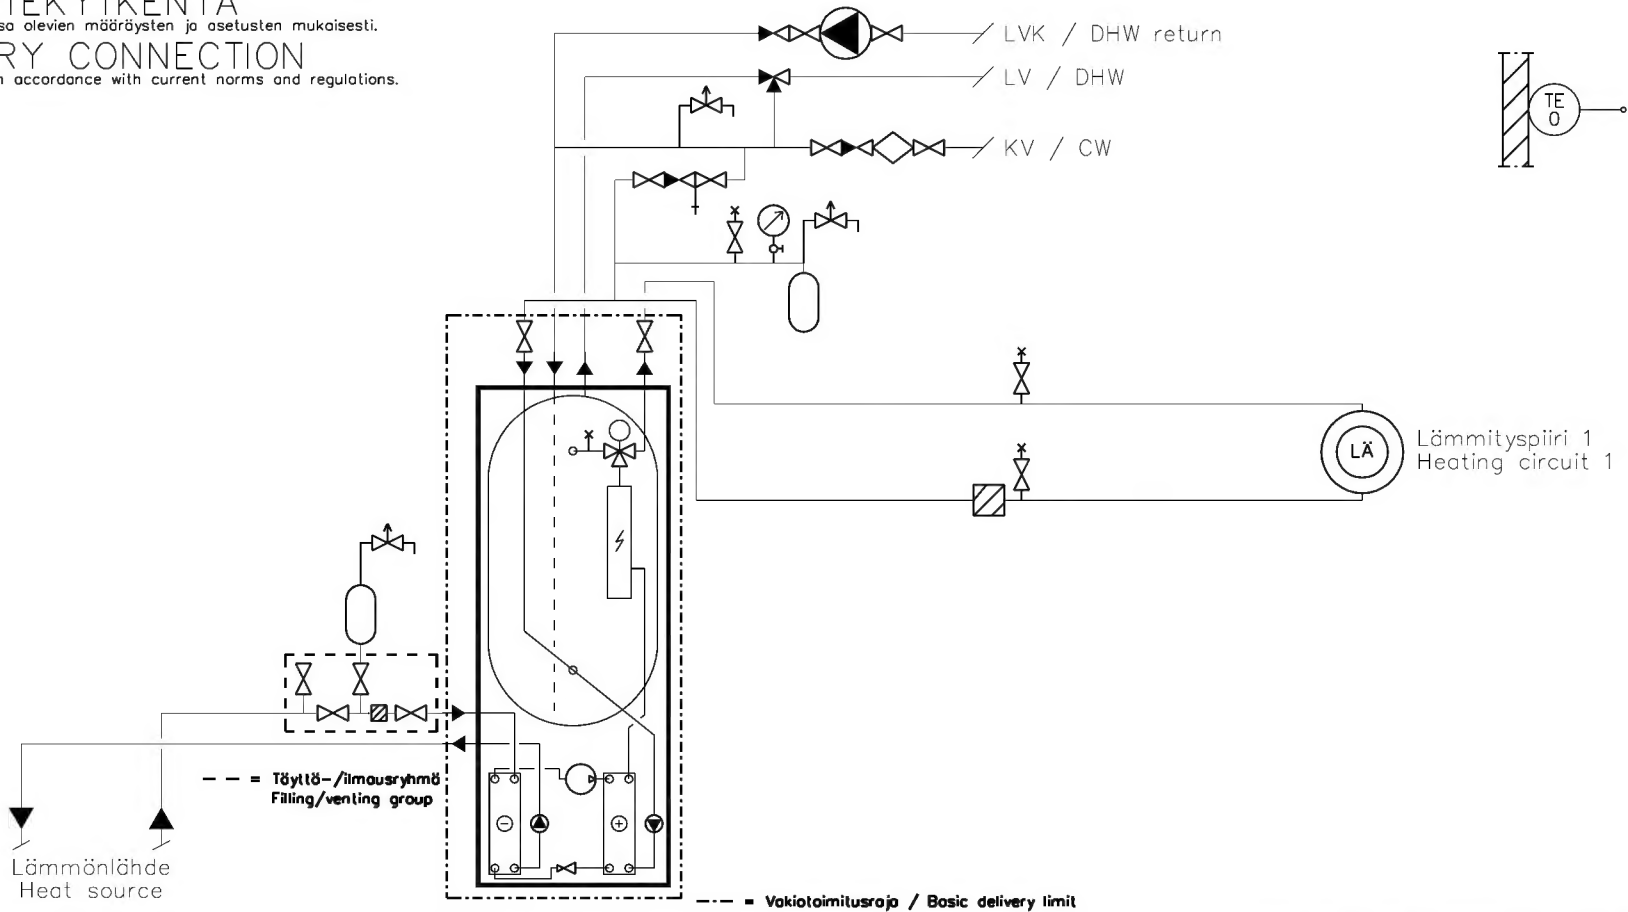 sa olevien määräysten ja asetusten mukaisesti.
RY CONNECTION
accordance with current norms and regulations.
LVK / DHW return
LV / DHW
KV / CW
TE
0
LÄ
Lämmityspiiri 1
Heating circuit 1
– – = Täyttö-/ilmausryhmä
Filling/venting group
Lämmönlähde
Heat source
–·–·– = Vakiotoimitusraja / Basic delivery limit